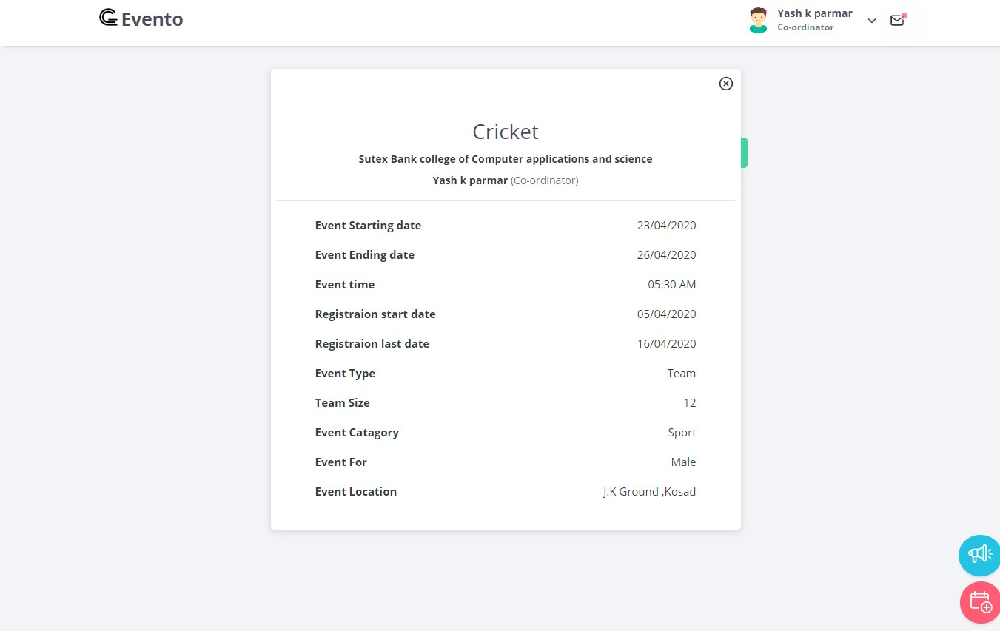 Evento
Yash k parmar
Co-ordinator
Cricket
Sutex Bank college of Computer applications and science
Yash k parmar (Co-ordinator)
Event Starting date 23/04/2020
Event Ending date 26/04/2020
Event time 05:30 AM
Registraion start date 05/04/2020
Registraion last date 16/04/2020
Event Type Team
Team Size 12
Event Catagory Sport
Event For Male
Event Location J.K Ground ,Kosad